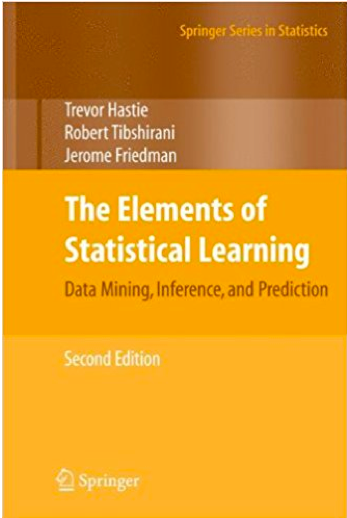 Springer Series in Statistics
Trevor Hastie
Robert Tibshirani
Jerome Friedman
The Elements of
Statistical Learning
Data Mining, Inference, and Prediction
Second Edition
Springer